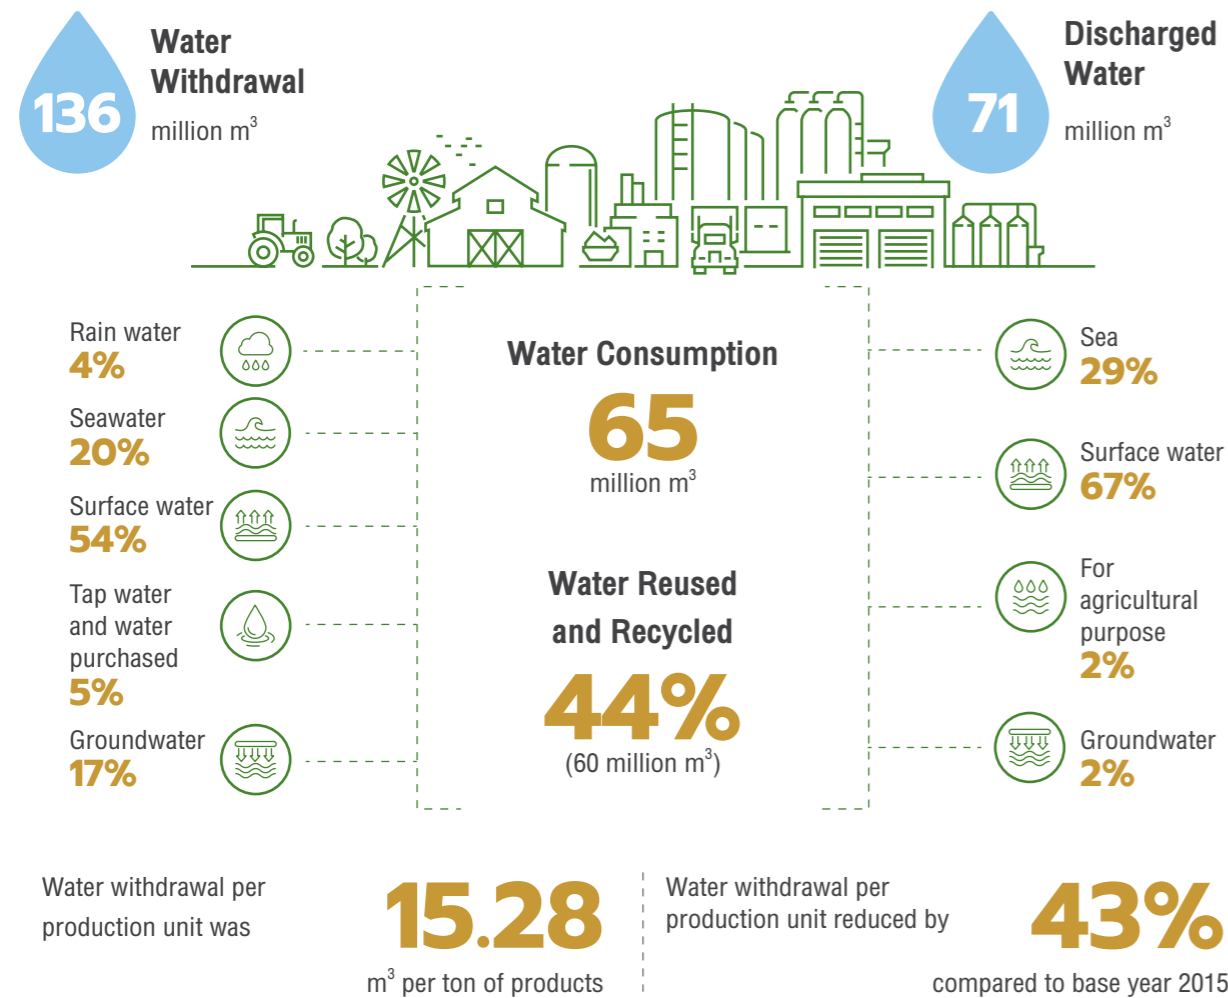 136
Water
Withdrawal
million m³
71
Discharged
Water
million m³
Rain water
4%
Seawater
20%
Surface water
54%
Tap water
and water
purchased
5%
Groundwater
17%
Water Consumption
65
million m³
Water Reused
and Recycled
44%
(60 million m³)
Sea
29%
Surface water
67%
For
agricultural
purpose
2%
Groundwater
2%
Water withdrawal per
production unit was
15.28
m³ per ton of products
Water withdrawal per
production unit reduced by
43%
compared to base year 2015